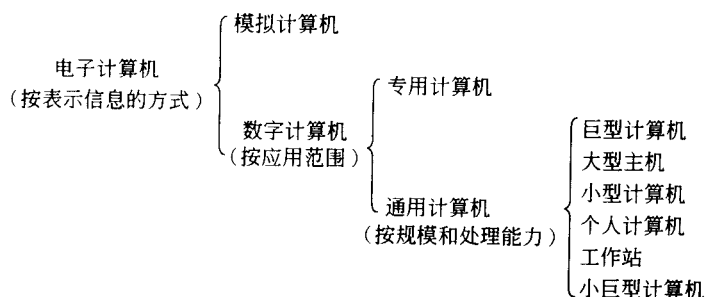 模拟计算机
电子计算机
(按表示信息的方式)
专用计算机
数字计算机
(按应用范围)
巨型计算机
大型主机
小型计算机
通用计算机
(按规模和处理能力)
个人计算机
工作站
小巨型计算机